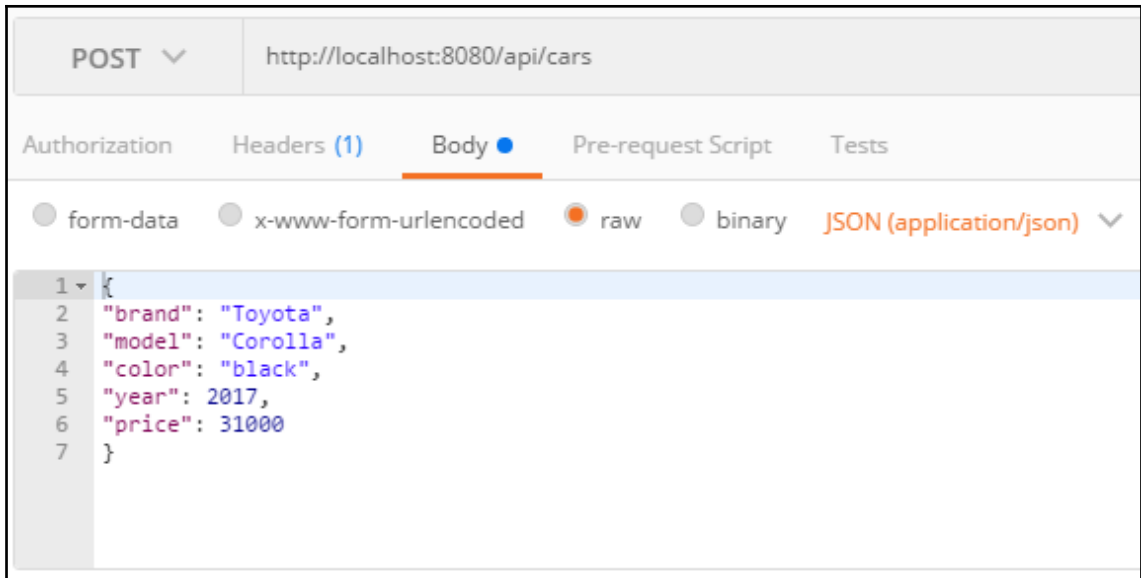 POST http://localhost:8080/api/cars
Authorization Headers (1) Body Pre-request Script Tests
form-data x-www-form-urlencoded raw binary JSON (application/json)
1 {
2 "brand": "Toyota",
3 "model": "Corolla",
4 "color": "black",
5 "year": 2017,
6 "price": 31000
7 }